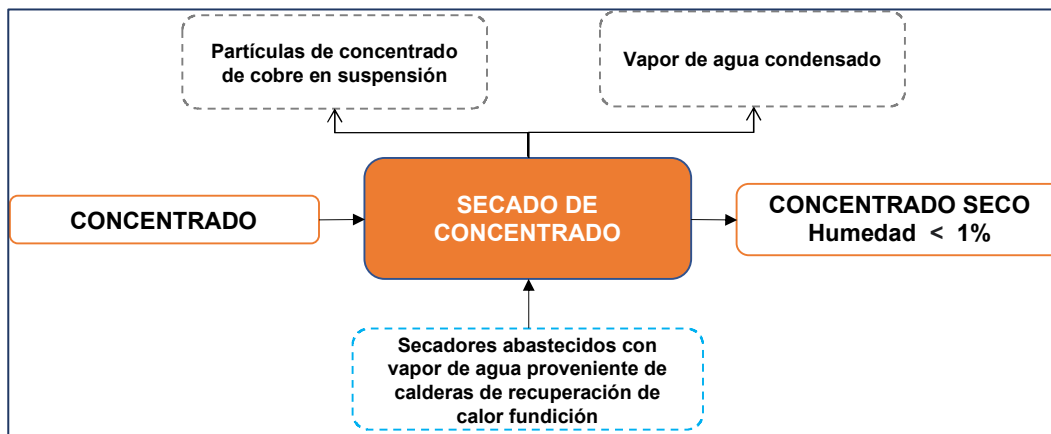 Partículas de concentrado
de cobre en suspensión
Vapor de agua condensado
CONCENTRADO
SECADO DE
CONCENTRADO
CONCENTRADO SECO
Humedad < 1%
Secadores abastecidos con
vapor de agua proveniente de
calderas de recuperación de
calor fundición